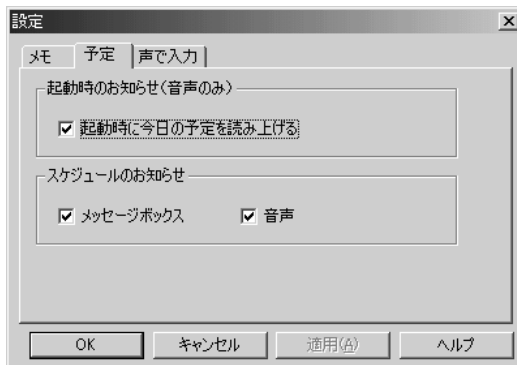 設定
メモ 予定 声で入力
起動時のお知らせ(音声のみ)
起動時に今日の予定を読み上げる
スケジュールのお知らせ
メッセージボックス 音声
OK キャンセル 適用(A) ヘルプ